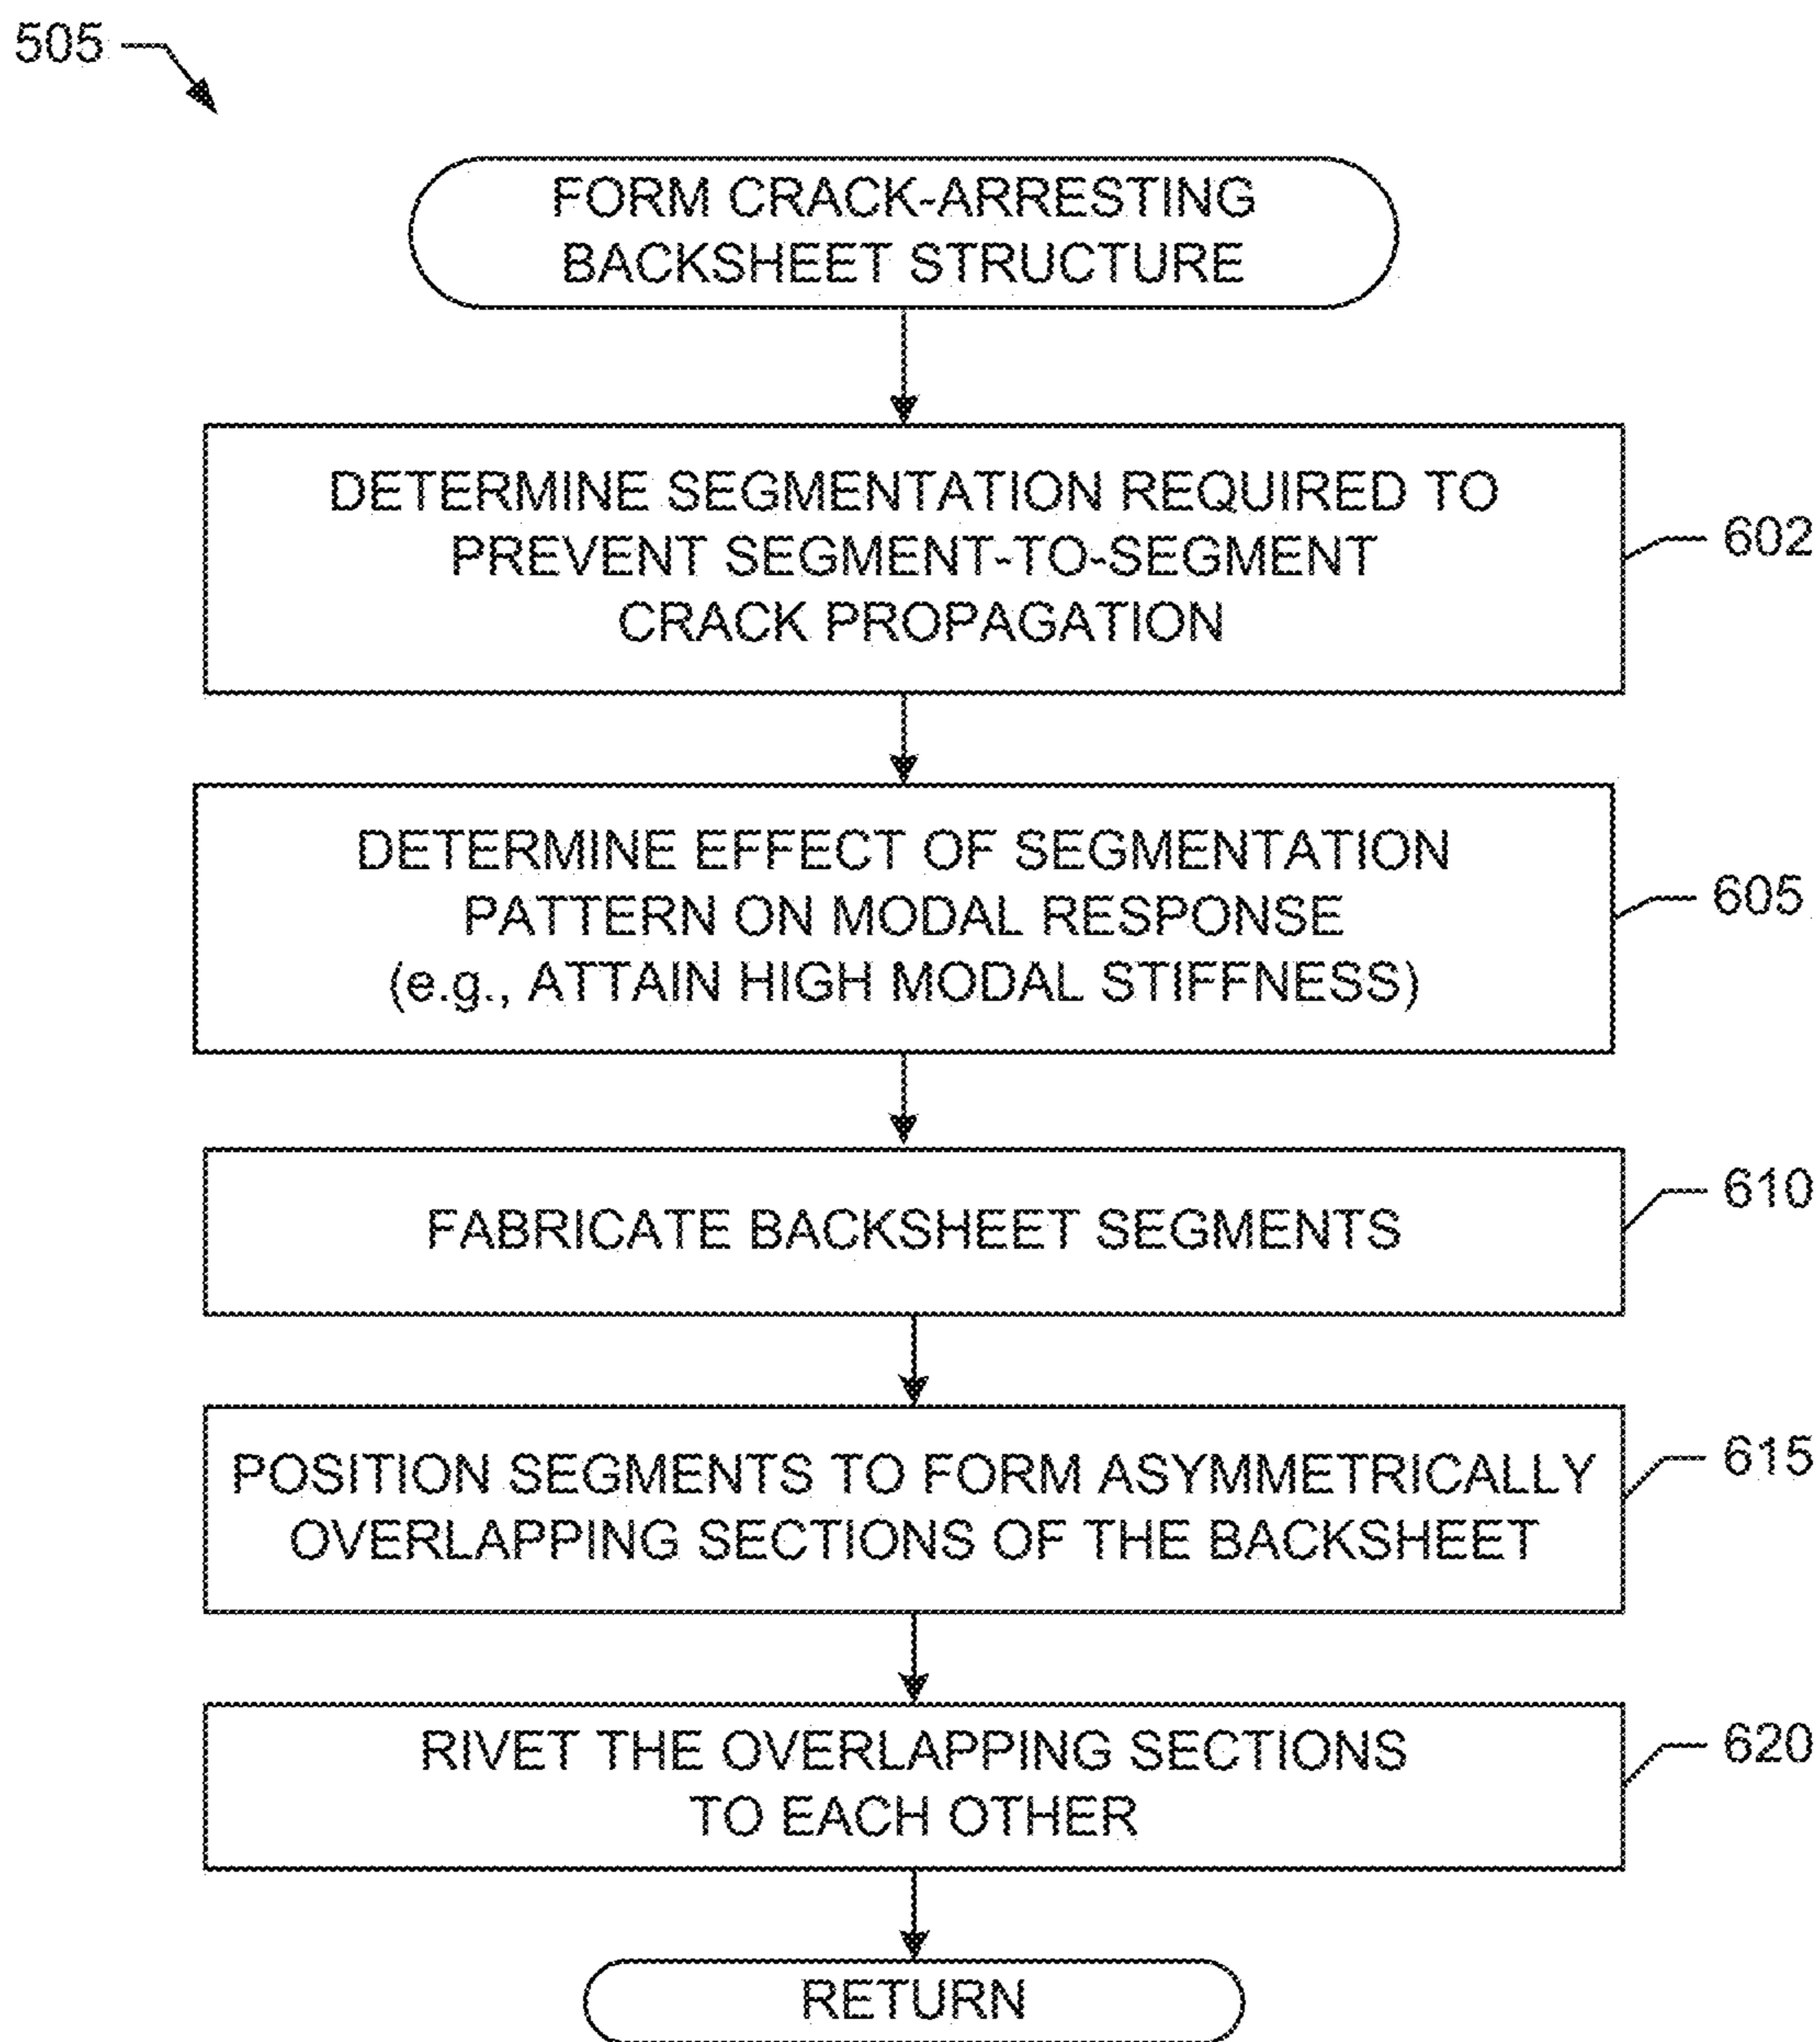 505
FORM CRACK-ARRESTING
BACKSHEET STRUCTURE
DETERMINE SEGMENTATION REQUIRED TO
PREVENT SEGMENT-TO-SEGMENT
CRACK PROPAGATION
602
DETERMINE EFFECT OF SEGMENTATION
PATTERN ON MODAL RESPONSE
(e.g., ATTAIN HIGH MODAL STIFFNESS)
605
FABRICATE BACKSHEET SEGMENTS
610
POSITION SEGMENTS TO FORM ASYMMETRICALLY
OVERLAPPING SECTIONS OF THE BACKSHEET
615
RIVET THE OVERLAPPING SECTIONS
TO EACH OTHER
620
RETURN